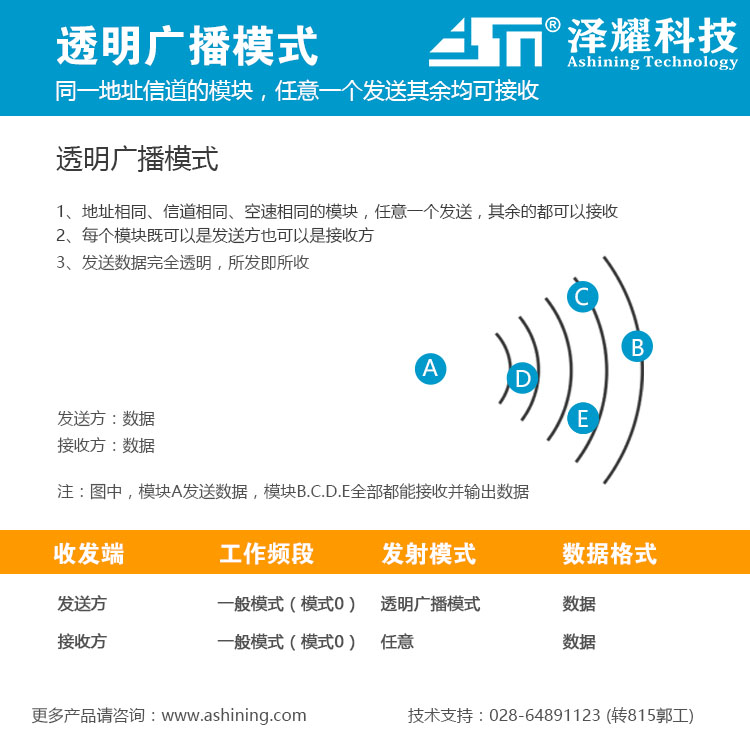 透明广播模式
同一地址信道的模块，任意一个发送其余均可接收
ASTI® 泽耀科技
Ashining Technology
透明广播模式
1、地址相同、信道相同、空速相同的模块，任意一个发送，其余的都可以接收
2、每个模块既可以是发送方也可以是接收方
3、发送数据完全透明，所发即所收
C
B
A
D
E
发送方：数据
接收方：数据
注：图中，模块A发送数据，模块B.C.D.E全部都能接收并输出数据
收发端 工作频段 发射模式 数据格式
发送方 一般模式（模式0） 透明广播模式 数据
接收方 一般模式（模式0） 任意 数据
更多产品请咨询：www.ashining.com 技术支持：028-64891123 (转815郭工)